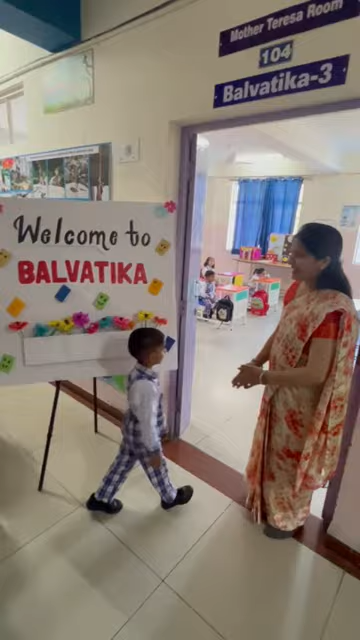 Mother Teresa Room
104
Balvatika-3
Welcome to
BALVATIKA